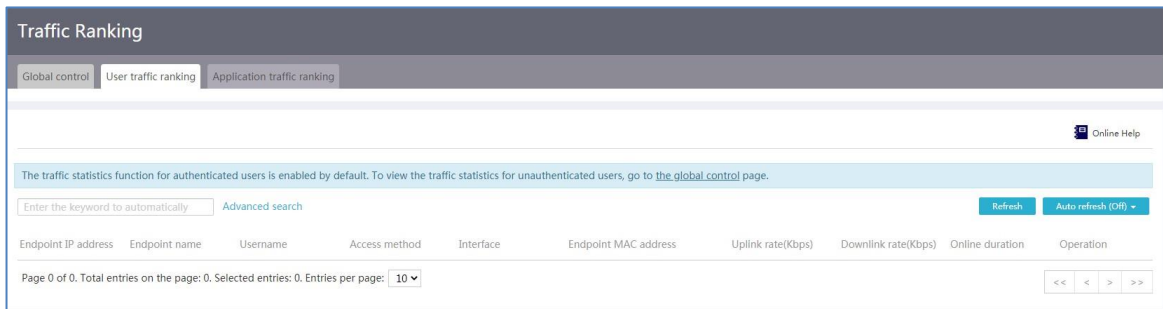 Traffic Ranking
Global control User traffic ranking Application traffic ranking
Online Help
The traffic statistics function for authenticated users is enabled by default. To view the traffic statistics for unauthenticated users, go to the global control page.
Enter the keyword to automatically Advanced search Refresh Auto refresh (Off)
Endpoint IP address Endpoint name Username Access method Interface Endpoint MAC address Uplink rate(Kbps) Downlink rate(Kbps) Online duration Operation
Page 0 of 0. Total entries on the page: 0. Selected entries: 0. Entries per page: 10
<< < > >>